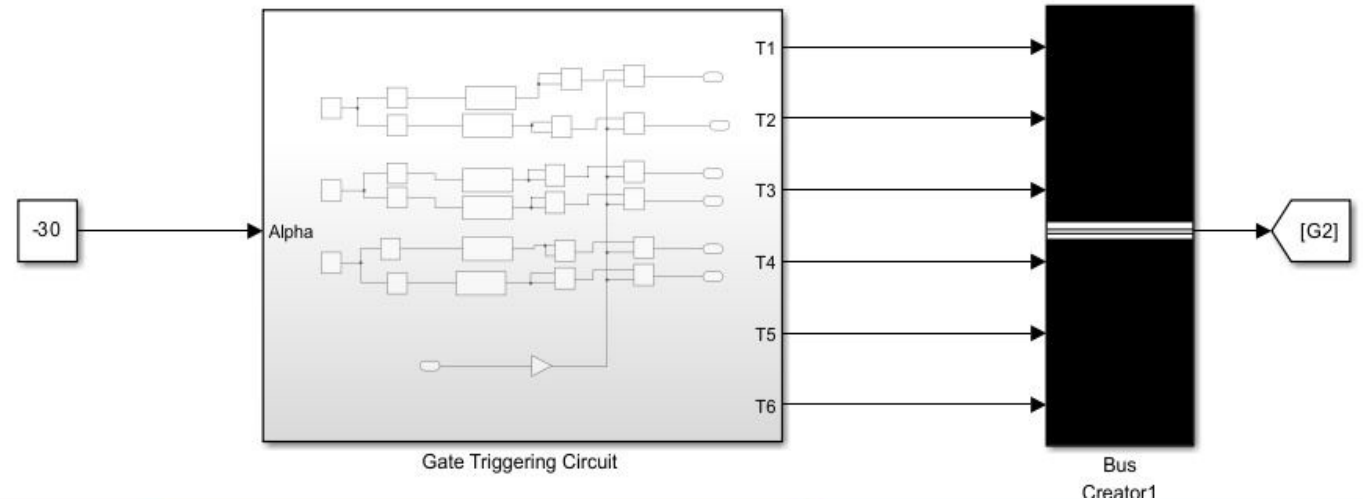 -30
Alpha
T1
T2
T3
T4
T5
T6
[G2]
Gate Triggering Circuit
Bus
Creator1